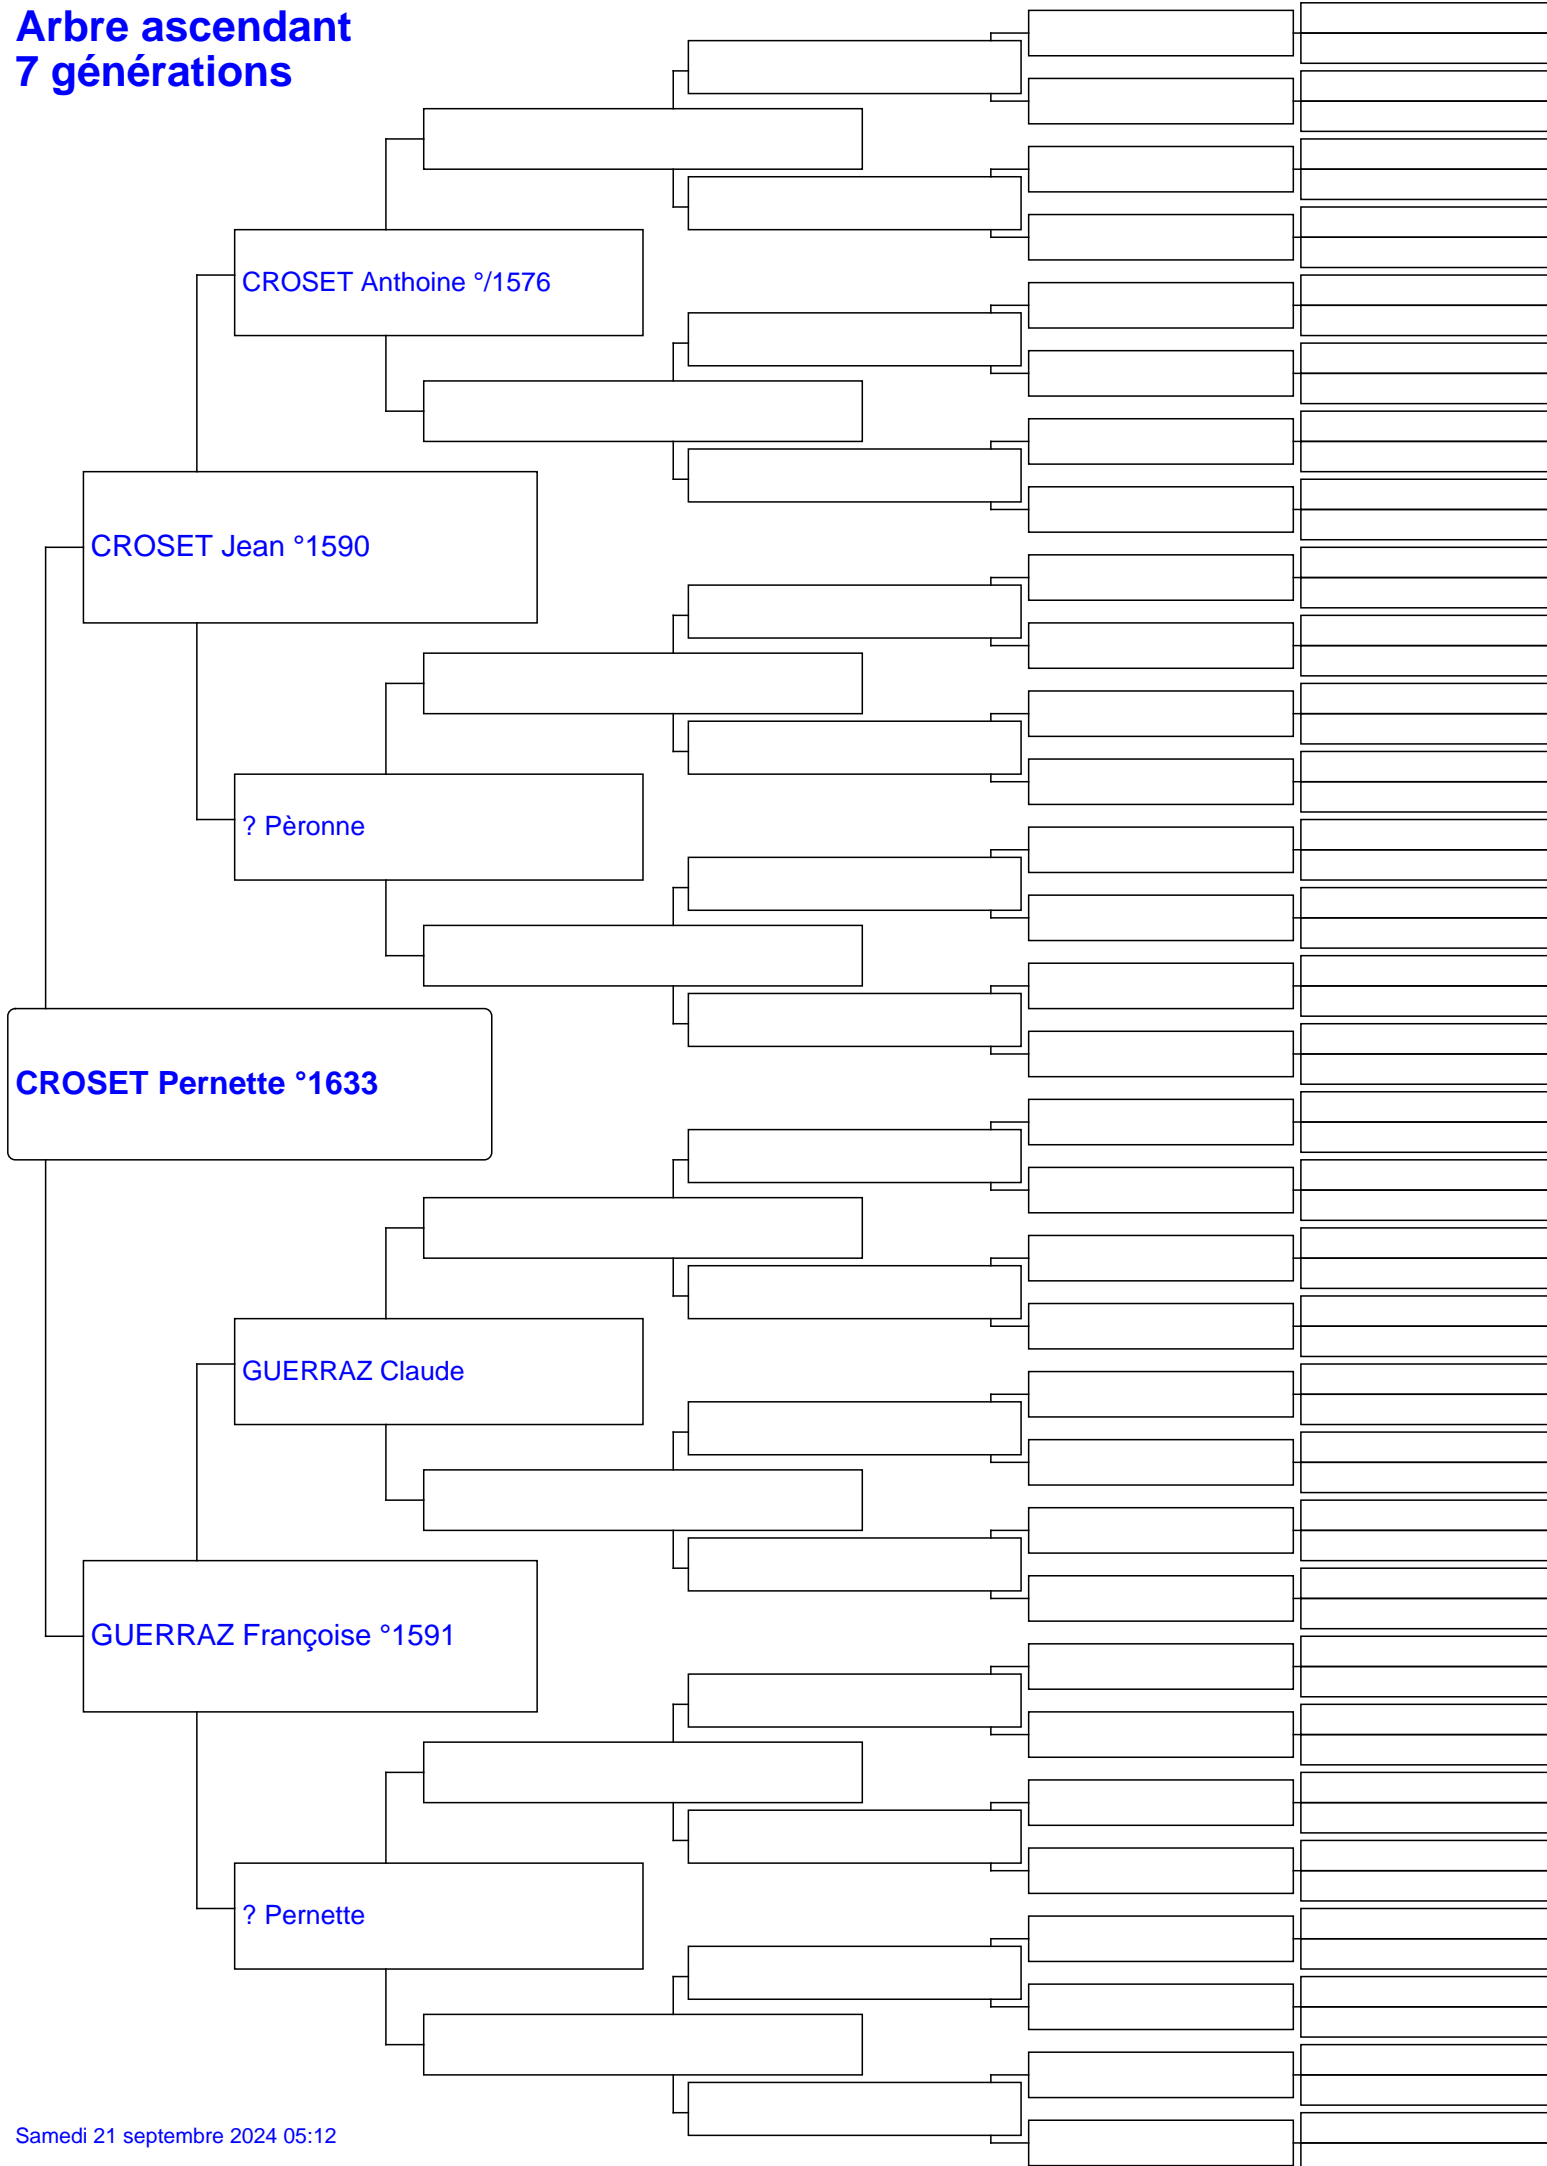 Arbre ascendant
7 générations
CROSET Anthoine °/1576
CROSET Jean °1590
? Pèronne
CROSET Pernette °1633
GUERRAZ Claude
GUERRAZ Françoise °1591
? Pernette
Samedi 21 septembre 2024 05:12